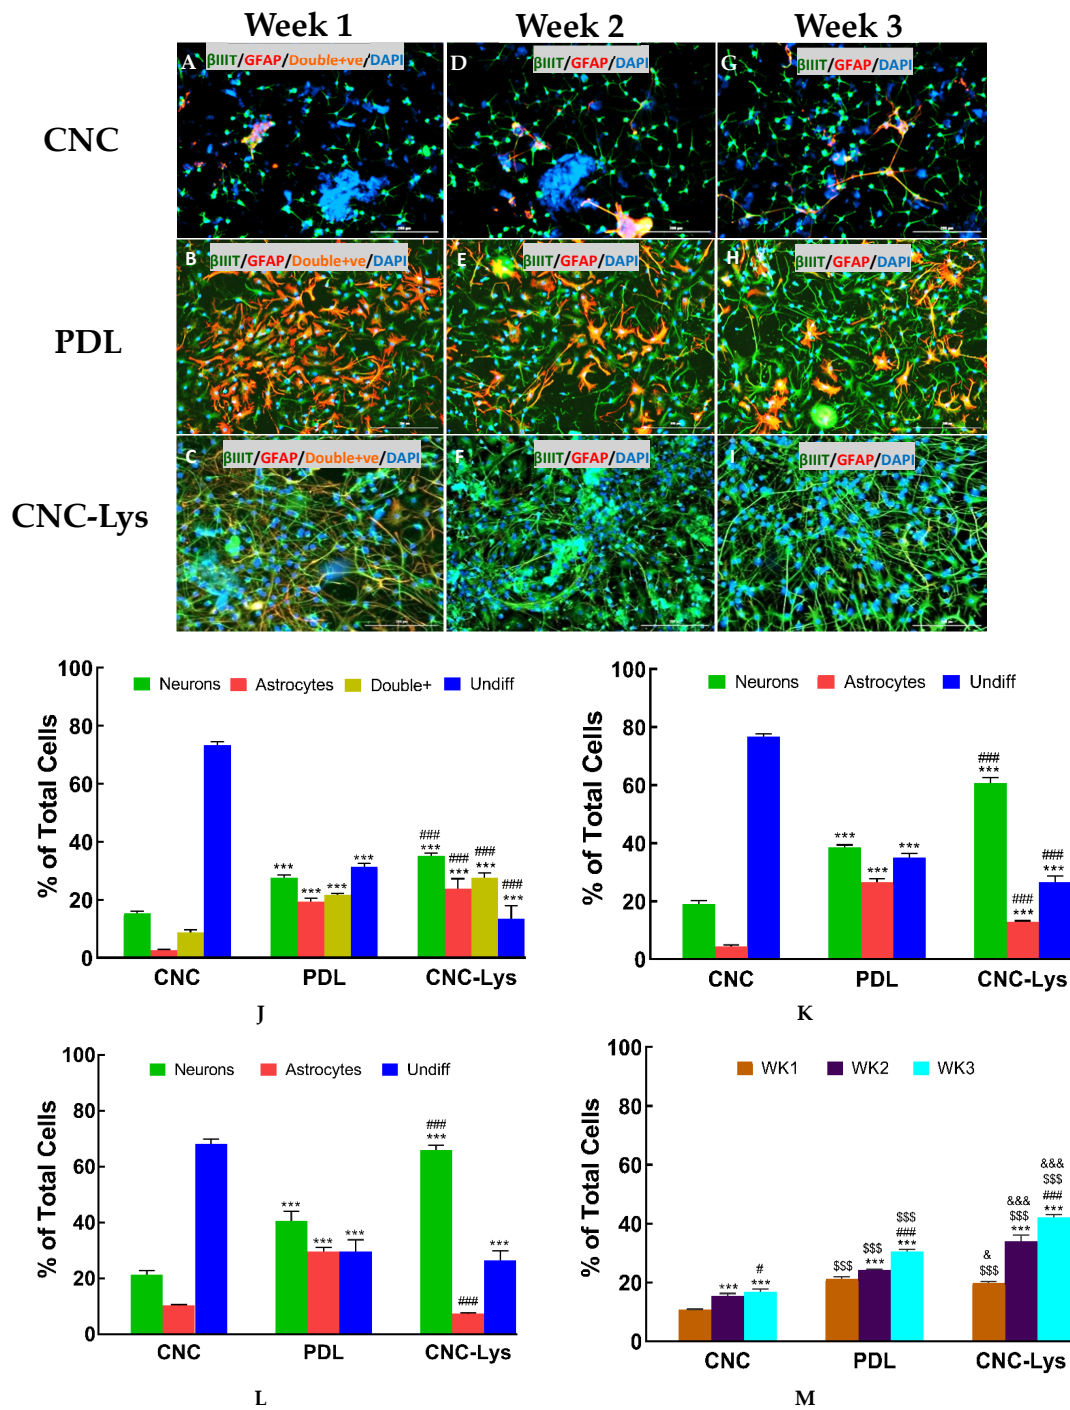 Week 1 Week 2 Week 3
A βIIIT/GFAP/Double+ve/DAPI D βIIIT/GFAP/DAPI G βIIIT/GFAP/DAPI
CNC
B βIIIT/GFAP/Double+ve/DAPI E βIIIT/GFAP/DAPI H βIIIT/GFAP/DAPI
PDL
C βIIIT/GFAP/Double+ve/DAPI F βIIIT/GFAP/DAPI I βIIIT/GFAP/DAPI
CNC-Lys
% of Total Cells
100
80
60
40
20
0
Neurons Astrocytes Double+ Undiff
*** *** *** ***
###
***
###
***
###
***
###
***
CNC PDL CNC-Lys
J
% of Total Cells
100
80
60
40
20
0
Neurons Astrocytes Undiff
*** *** ***
###
***
###
***
###
***
CNC PDL CNC-Lys
K
% of Total Cells
100
80
60
40
20
0
Neurons Astrocytes Undiff
*** *** ***
###
***
###
***
CNC PDL CNC-Lys
L
% of Total Cells
100
80
60
40
20
0
WK1 WK2 WK3
***
#
***
$$$
$$$
***
$$$
###
***
&
$$$
&&&
$$$
***
&&&
$$$
###
***
CNC PDL CNC-Lys
M